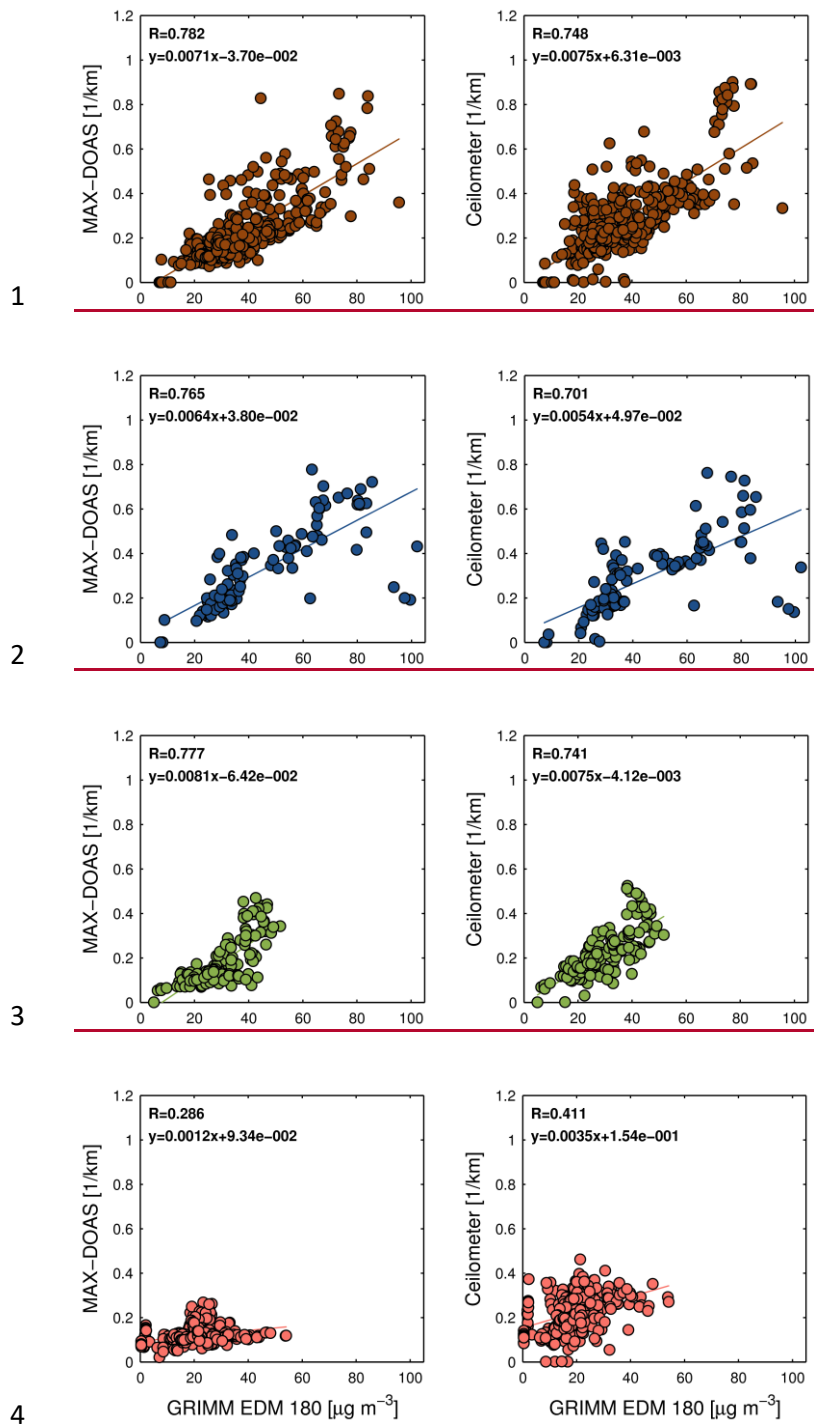 R=0.782
y=0.0071x−3.70e−002
MAX−DOAS [1/km]
1.2
1
0.8
0.6
0.4
0.2
0
0 20 40 60 80 100
R=0.748
y=0.0075x+6.31e−003
Ceilometer [1/km]
1.2
1
0.8
0.6
0.4
0.2
0
0 20 40 60 80 100
1
R=0.765
y=0.0064x+3.80e−002
MAX−DOAS [1/km]
1.2
1
0.8
0.6
0.4
0.2
0
0 20 40 60 80 100
R=0.701
y=0.0054x+4.97e−002
Ceilometer [1/km]
1.2
1
0.8
0.6
0.4
0.2
0
0 20 40 60 80 100
2
R=0.777
y=0.0081x−6.42e−002
MAX−DOAS [1/km]
1.2
1
0.8
0.6
0.4
0.2
0
0 20 40 60 80 100
R=0.741
y=0.0075x−4.12e−003
Ceilometer [1/km]
1.2
1
0.8
0.6
0.4
0.2
0
0 20 40 60 80 100
3
R=0.286
y=0.0012x+9.34e−002
MAX−DOAS [1/km]
1.2
1
0.8
0.6
0.4
0.2
0
0 20 40 60 80 100
GRIMM EDM 180 [μg m⁻³]
R=0.411
y=0.0035x+1.54e−001
Ceilometer [1/km]
1.2
1
0.8
0.6
0.4
0.2
0
0 20 40 60 80 100
GRIMM EDM 180 [μg m⁻³]
4